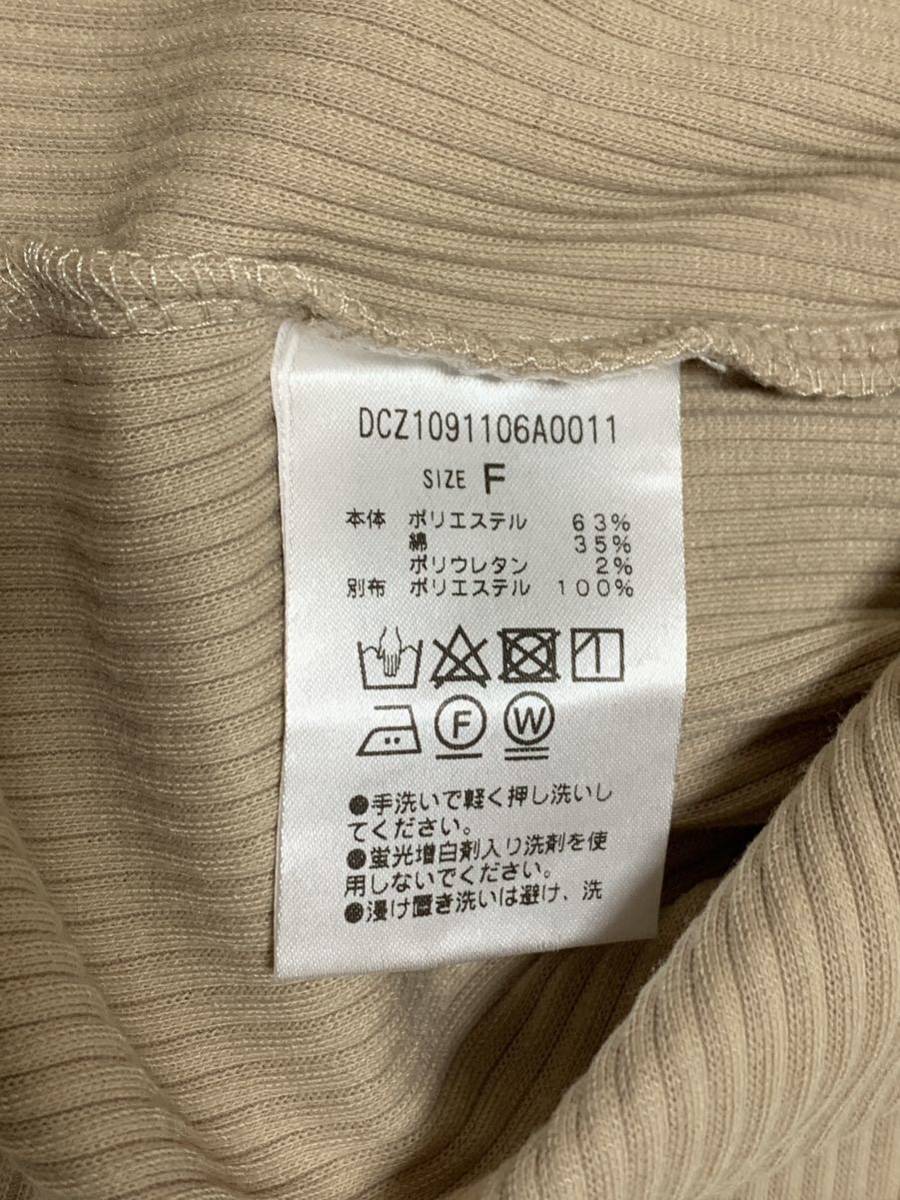 DCZ1091106A0011
SIZE F
本体 ポリエステル 63%
綿 35%
ポリウレタン 2%
別布 ポリエステル 100%
F W
●手洗いで軽く押し洗いし
てください。
●蛍光増白剤入り洗剤を使
用しないでください。
●浸け置き洗いは避け、洗